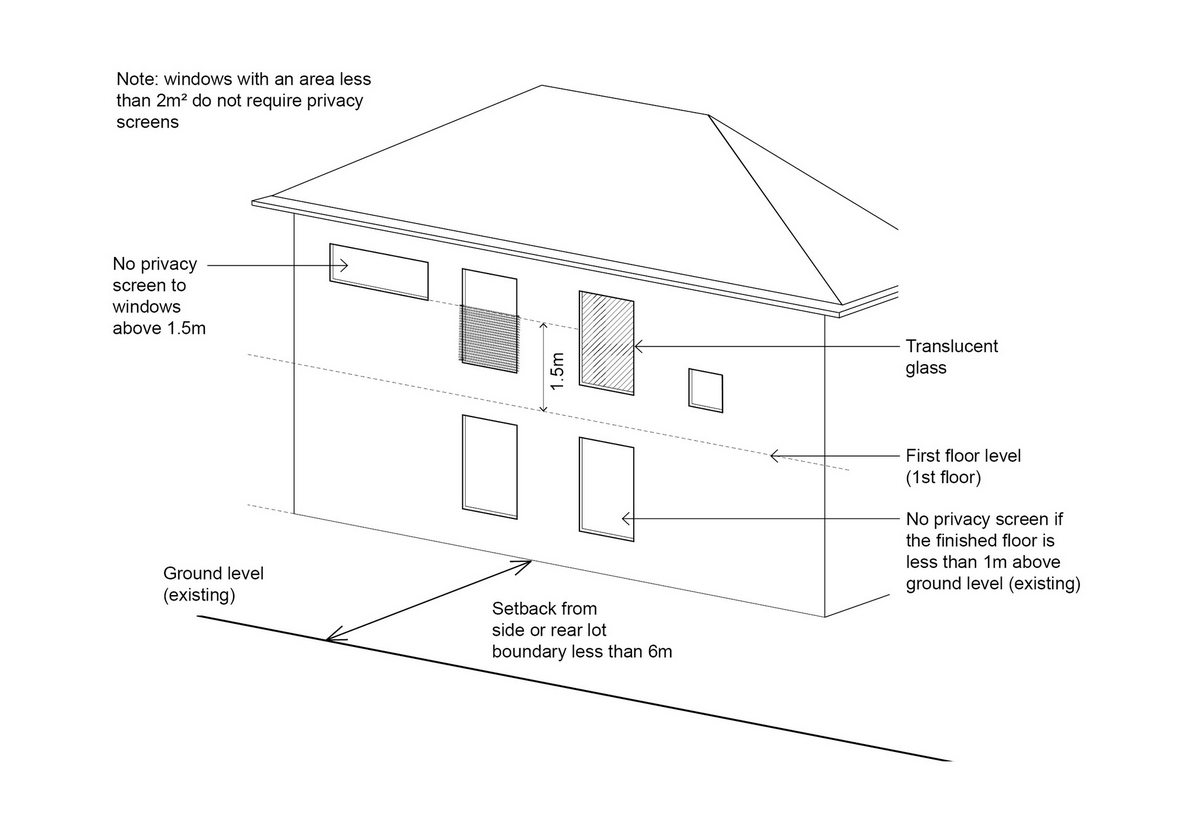 Note: windows with an area less
than 2m² do not require privacy
screens
No privacy
screen to
windows
above 1.5m
1.5m
Translucent
glass
First floor level
(1st floor)
No privacy screen if
the finished floor is
less than 1m above
ground level (existing)
Ground level
(existing)
Setback from
side or rear lot
boundary less than 6m